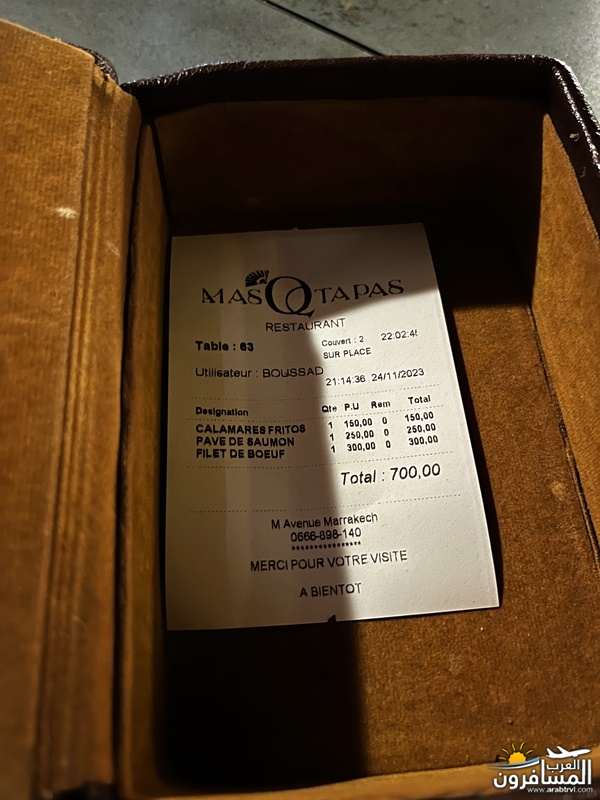 MASQTAPAS
RESTAURANT
Table : 63 Couvert : 2 22:02:4
SUR PLACE
Utilisateur : BOUSSAD 21:14:36 24/11/2023
Designation Qte P.U Rem Total
CALAMARES FRITOS 1 150,00 0 150,00
PAVE DE SAUMON 1 250,00 0 250,00
FILET DE BOEUF 1 300,00 0 300,00
Total : 700,00
M Avenue Marrakech
0666-898-140
****************
MERCI POUR VOTRE VISITE
A BIENTOT
العرب
المسافرون
www.arabtrvl.com